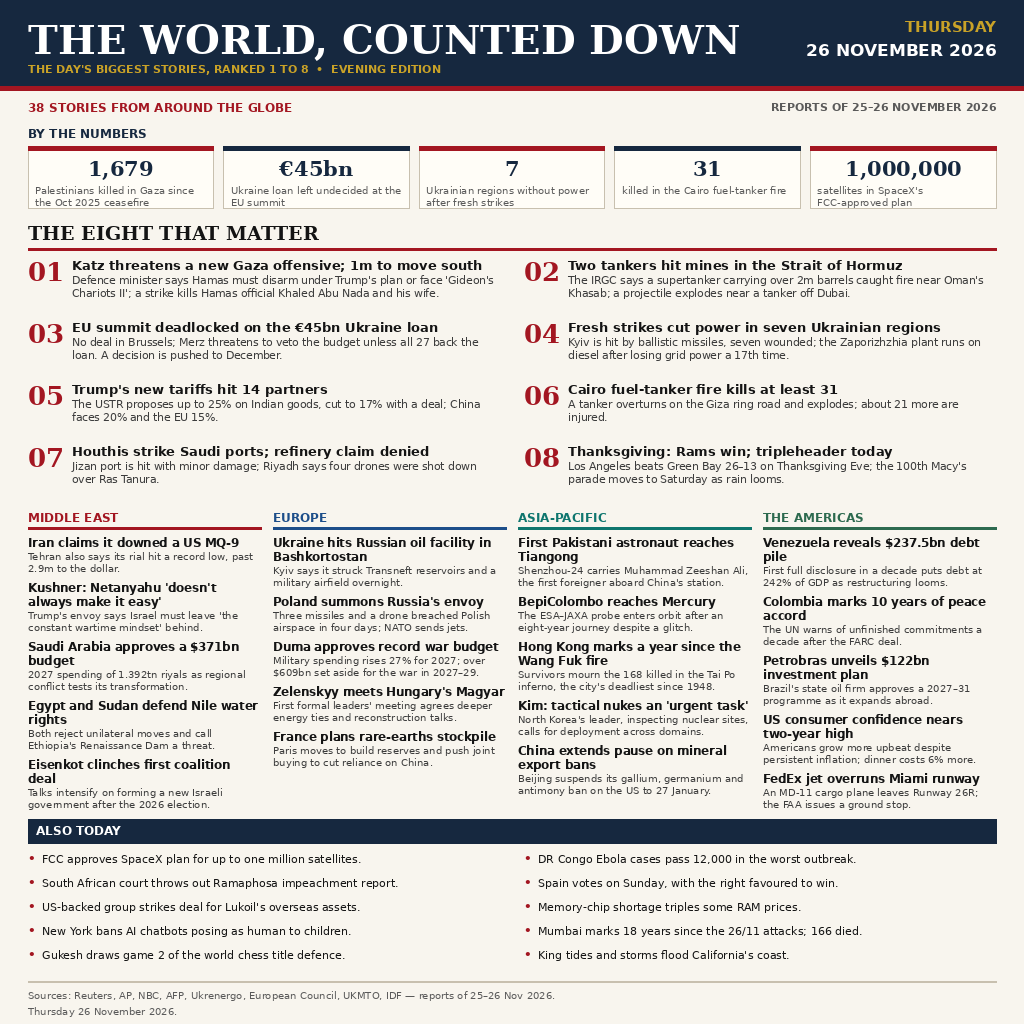 THE WORLD, COUNTED DOWN
THE DAY'S BIGGEST STORIES, RANKED 1 TO 8 • EVENING EDITION
THURSDAY
26 NOVEMBER 2026
38 STORIES FROM AROUND THE GLOBE
REPORTS OF 25–26 NOVEMBER 2026
BY THE NUMBERS
1,679
Palestinians killed in Gaza since
the Oct 2025 ceasefire
€45bn
Ukraine loan left undecided at the
EU summit
7
Ukrainian regions without power
after fresh strikes
31
killed in the Cairo fuel-tanker fire
1,000,000
satellites in SpaceX's
FCC-approved plan
THE EIGHT THAT MATTER
01
Katz threatens a new Gaza offensive; 1m to move south
Defence minister says Hamas must disarm under Trump's plan or face 'Gideon's
Chariots II'; a strike kills Hamas official Khaled Abu Nada and his wife.
02
Two tankers hit mines in the Strait of Hormuz
The IRGC says a supertanker carrying over 2m barrels caught fire near Oman's
Khasab; a projectile explodes near a tanker off Dubai.
03
EU summit deadlocked on the €45bn Ukraine loan
No deal in Brussels; Merz threatens to veto the budget unless all 27 back the
loan. A decision is pushed to December.
04
Fresh strikes cut power in seven Ukrainian regions
Kyiv is hit by ballistic missiles, seven wounded; the Zaporizhzhia plant runs on
diesel after losing grid power a 17th time.
05
Trump's new tariffs hit 14 partners
The USTR proposes up to 25% on Indian goods, cut to 17% with a deal; China
faces 20% and the EU 15%.
06
Cairo fuel-tanker fire kills at least 31
A tanker overturns on the Giza ring road and explodes; about 21 more are
injured.
07
Houthis strike Saudi ports; refinery claim denied
Jizan port is hit with minor damage; Riyadh says four drones were shot down
over Ras Tanura.
08
Thanksgiving: Rams win; tripleheader today
Los Angeles beats Green Bay 26–13 on Thanksgiving Eve; the 100th Macy's
parade moves to Saturday as rain looms.
MIDDLE EAST
Iran claims it downed a US MQ-9
Tehran also says its rial hit a record low, past
2.9m to the dollar.
Kushner: Netanyahu 'doesn't
always make it easy'
Trump's envoy says Israel must leave 'the
constant wartime mindset' behind.
Saudi Arabia approves a $371bn
budget
2027 spending of 1.392tn riyals as regional
conflict tests its transformation.
Egypt and Sudan defend Nile water
rights
Both reject unilateral moves and call
Ethiopia's Renaissance Dam a threat.
Eisenkot clinches first coalition
deal
Talks intensify on forming a new Israeli
government after the 2026 election.
EUROPE
Ukraine hits Russian oil facility in
Bashkortostan
Kyiv says it struck Transneft reservoirs and a
military airfield overnight.
Poland summons Russia's envoy
Three missiles and a drone breached Polish
airspace in four days; NATO sends jets.
Duma approves record war budget
Military spending rises 27% for 2027; over
$609bn set aside for the war in 2027–29.
Zelenskyy meets Hungary's Magyar
First formal leaders' meeting agrees deeper
energy ties and reconstruction talks.
France plans rare-earths stockpile
Paris moves to build reserves and push joint
buying to cut reliance on China.
ASIA-PACIFIC
First Pakistani astronaut reaches
Tiangong
Shenzhou-24 carries Muhammad Zeeshan Ali,
the first foreigner aboard China's station.
BepiColombo reaches Mercury
The ESA–JAXA probe enters orbit after an
eight-year journey despite a glitch.
Hong Kong marks a year since the
Wang Fuk fire
Survivors mourn the 168 killed in the Tai Po
inferno, the city's deadliest since 1948.
Kim: tactical nukes an 'urgent task'
North Korea's leader, inspecting nuclear sites,
calls for deployment across domains.
China extends pause on mineral
export bans
Beijing suspends its gallium, germanium and
antimony ban on the US to 27 January.
THE AMERICAS
Venezuela reveals $237.5bn debt
pile
First full disclosure in a decade puts debt at
242% of GDP as restructuring looms.
Colombia marks 10 years of peace
accord
The UN warns of unfinished commitments a
decade after the FARC deal.
Petrobras unveils $122bn
investment plan
Brazil's state oil firm approves a 2027–31
programme as it expands abroad.
US consumer confidence nears
two-year high
Americans grow more upbeat despite
persistent inflation; dinner costs 6% more.
FedEx jet overruns Miami runway
An MD-11 cargo plane leaves Runway 26R;
the FAA issues a ground stop.
ALSO TODAY
• FCC approves SpaceX plan for up to one million satellites.
• South African court throws out Ramaphosa impeachment report.
• US-backed group strikes deal for Lukoil's overseas assets.
• New York bans AI chatbots posing as human to children.
• Gukesh draws game 2 of the world chess title defence.
• DR Congo Ebola cases pass 12,000 in the worst outbreak.
• Spain votes on Sunday, with the right favoured to win.
• Memory-chip shortage triples some RAM prices.
• Mumbai marks 18 years since the 26/11 attacks; 166 died.
• King tides and storms flood California's coast.
Sources: Reuters, AP, NBC, AFP, Ukrenergo, European Council, UKMTO, IDF — reports of 25–26 Nov 2026.
Thursday 26 November 2026.